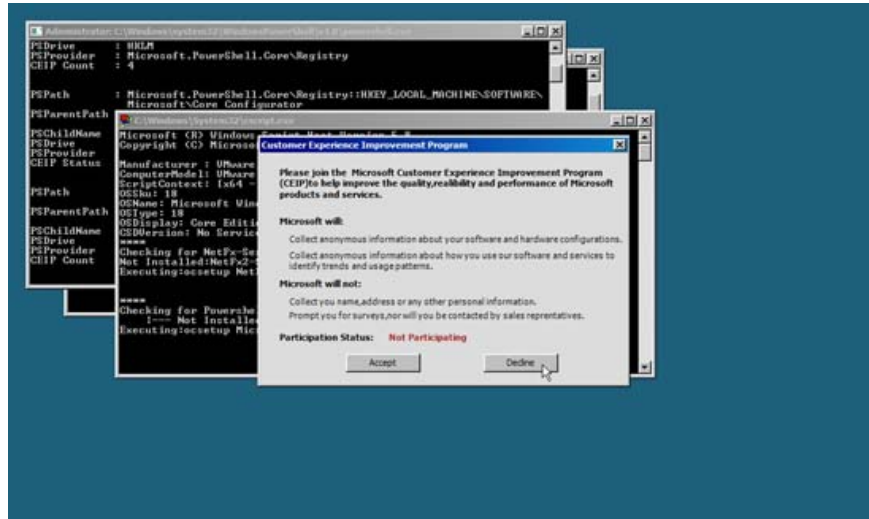 Administrator: C:\Windows\system32\WindowsPowerShell\v1.0\powershell.exe
PSDrive : HKLM
PSProvider : Microsoft.PowerShell.Core\Registry
CEIP Count : 4
PSPath : Microsoft.PowerShell.Core\Registry::HKEY_LOCAL_MACHINE\SOFTWARE\
Microsoft\Core Configurator
PSParentPath
PSChildName
PSDrive
PSProvider
CEIP Status
PSPath
PSParentPath
PSChildName
PSDrive
PSProvider
CEIP Count
C:\Windows\System32\cscript.exe
Microsoft (R) Windows Script Host Version 5.8
Copyright (C) Microso
Manufacturer : VMware
ComputerModel: VMware
ScriptContext: [x64 -
OSSku: 18
OSName: Microsoft Win
OSType: 18
OSDisplay: Core Editi
CSDVersion: No Servic
====
Checking for NetFx-Se
Not Installed:NetFx2-S
Executing:ocsetup Net
====
Checking for Powershe
!--- Not Installe
Executing:ocsetup Mic
Customer Experience Improvement Program
Please join the Microsoft Customer Experience Improvement Program
(CEIP)to help improve the quality,realibility and performance of Microsoft
products and services.
Microsoft will:
Collect anonymous information about your software and hardware configurations.
Collect anonymous information about how you use our software and services to
identify trends and usage patterns.
Microsoft will not:
Collect you name,address or any other personal information.
Prompt you for surveys,nor will you be contacted by sales reprentatives.
Participation Status: Not Participating
Accept Decline